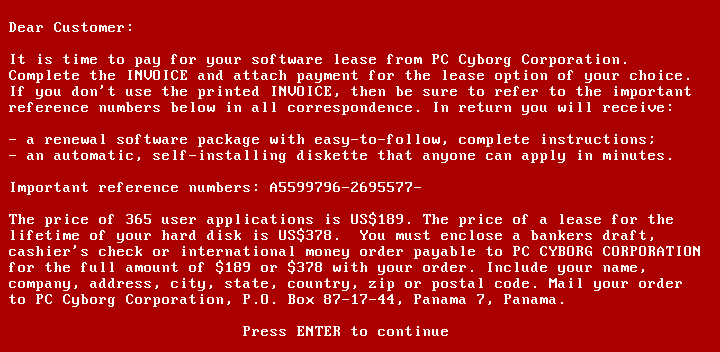 Dear Customer:
It is time to pay for your software lease from PC Cyborg Corporation.
Complete the INVOICE and attach payment for the lease option of your choice.
If you don't use the printed INVOICE, then be sure to refer to the important
reference numbers below in all correspondence. In return you will receive:
- a renewal software package with easy-to-follow, complete instructions;
- an automatic, self-installing diskette that anyone can apply in minutes.
Important reference numbers: A5599796-2695577-
The price of 365 user applications is US$189. The price of a lease for the
lifetime of your hard disk is US$378.  You must enclose a bankers draft,
cashier's check or international money order payable to PC CYBORG CORPORATION
for the full amount of $189 or $378 with your order. Include your name,
company, address, city, state, country, zip or postal code. Mail your order
to PC Cyborg Corporation, P.O. Box 87-17-44, Panama 7, Panama.
Press ENTER to continue